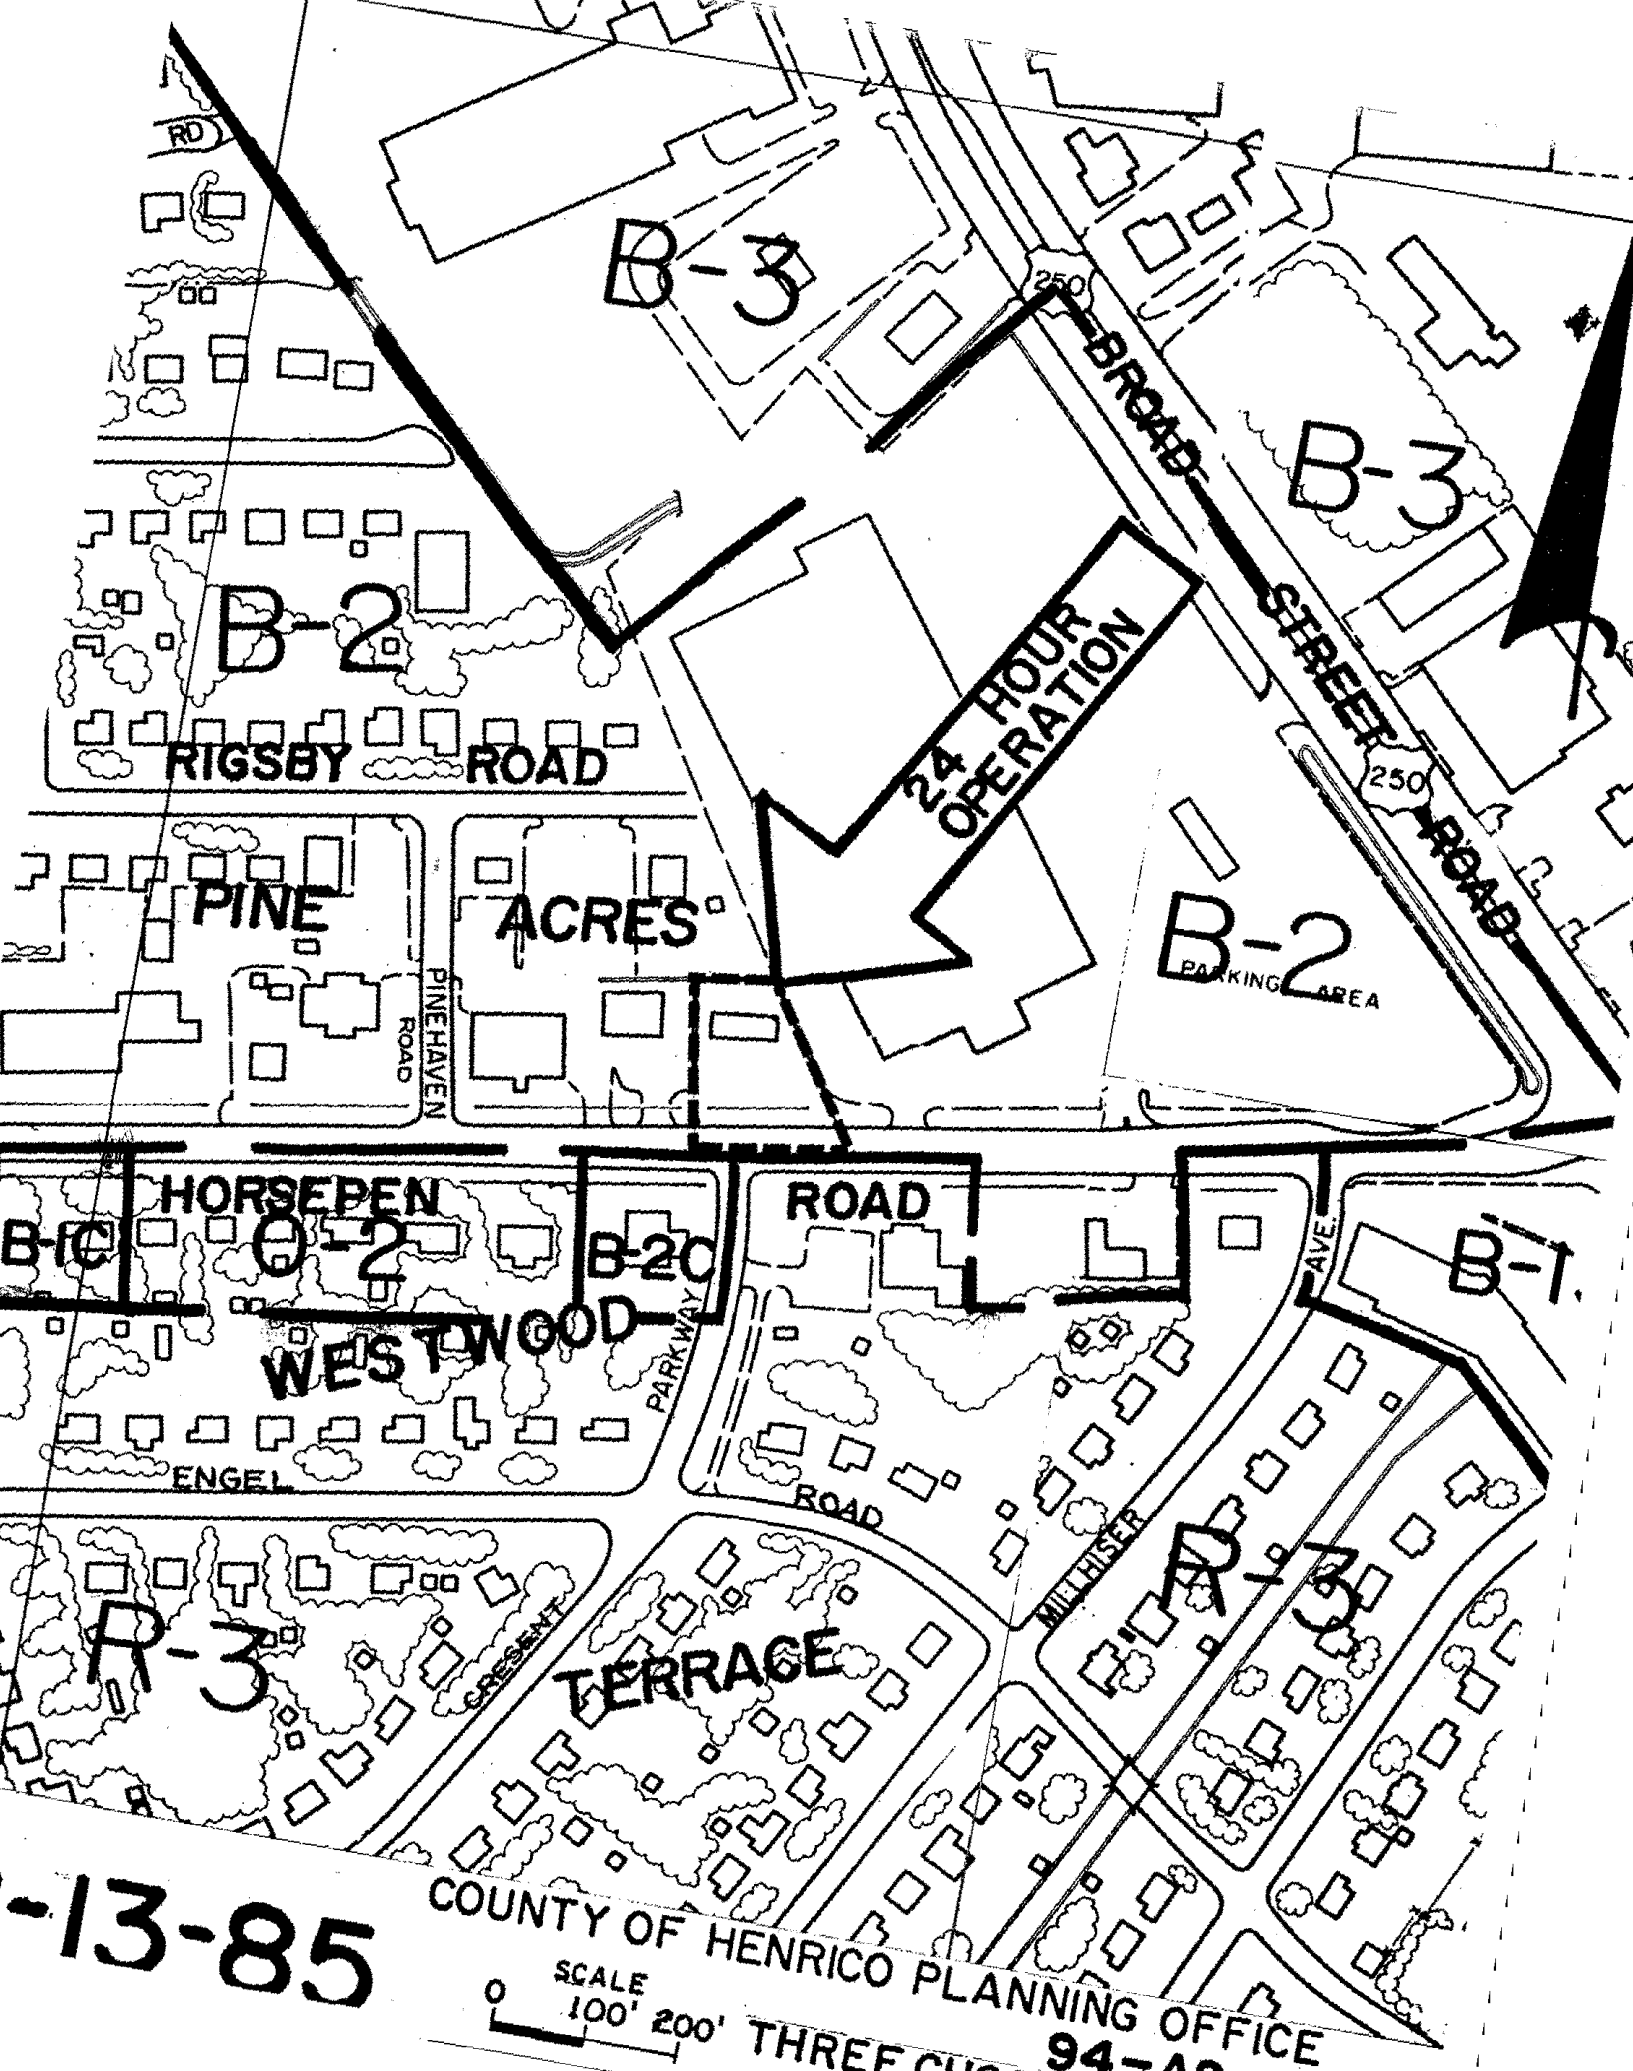 RD
B-3
250
BROAD
B-3
B-2
24 HOUR
OPERATION
STREET
250
ROAD
RIGSBY ROAD
PINE ACRES
B-2
PARKING AREA
PINEHAVEN
ROAD
HORSEPEN ROAD
B-1C
O-2
B-2C
AVE.
B-1
WESTWOOD
PARKWAY
ENGEL ROAD
MILLHISER
R-3
R-3
CRESENT
TERRACE
-13-85
COUNTY OF HENRICO PLANNING OFFICE
SCALE
0 100' 200'
THREE